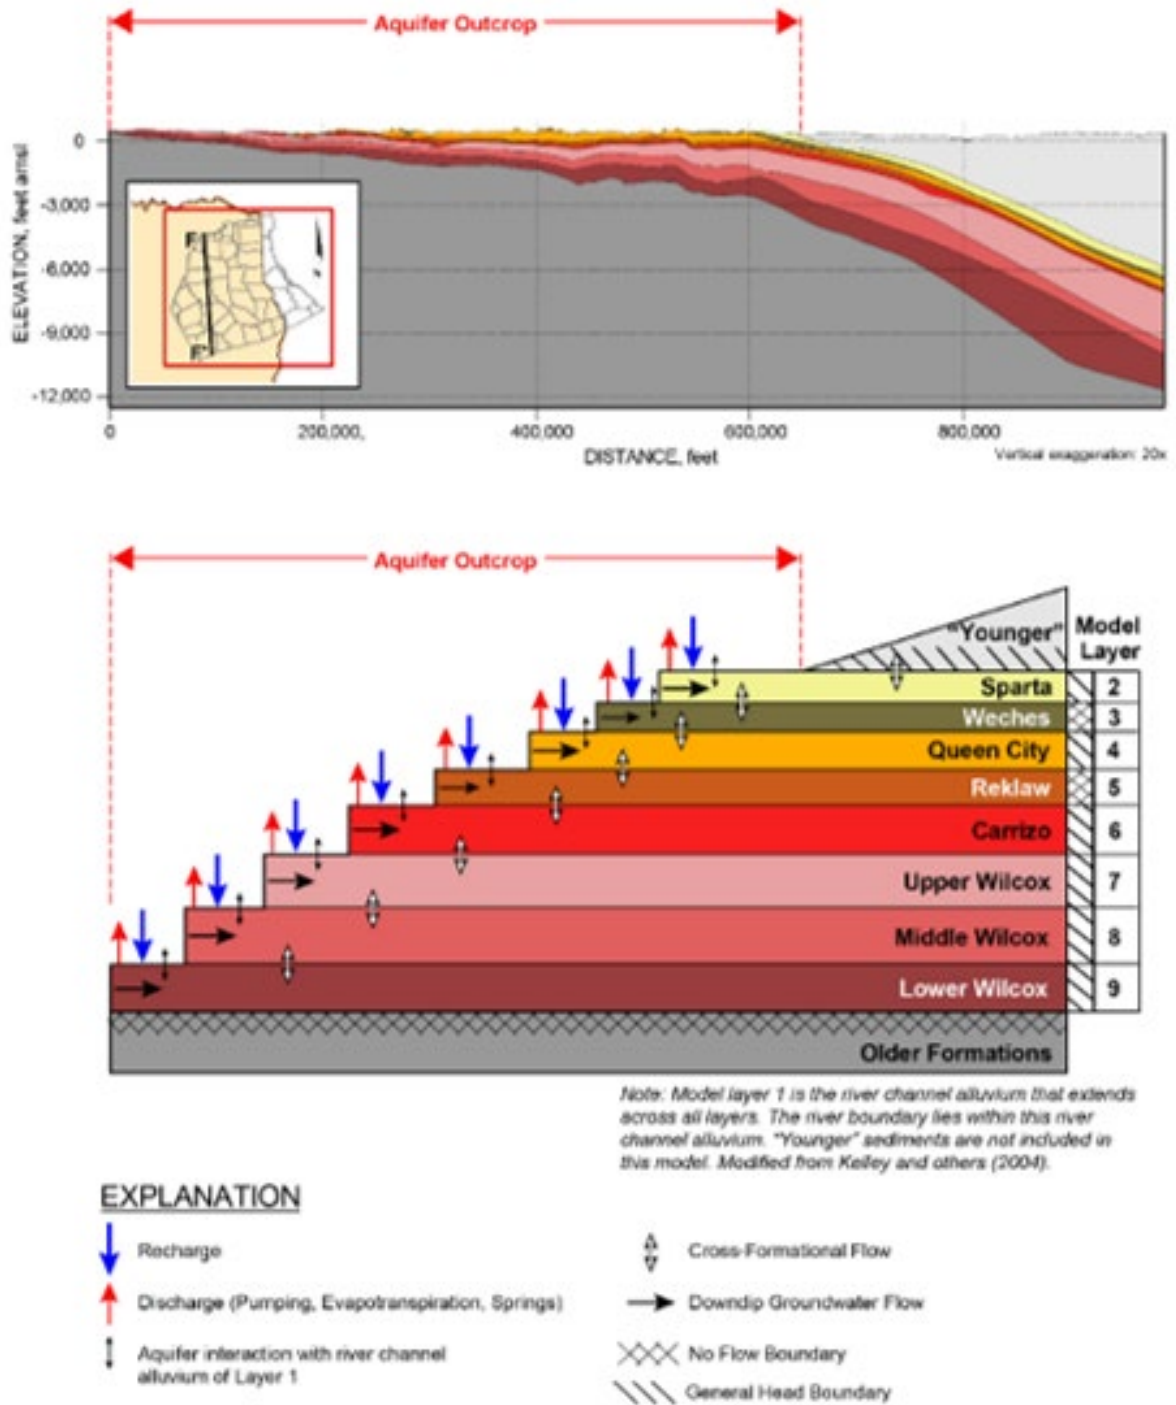 Aquifer Outcrop
ELEVATION, feet amsl
0
-3,000
-6,000
-9,000
-12,000
F
F'
0
200,000,
400,000
600,000
800,000
DISTANCE, feet
Vertical exaggeration: 20x
Aquifer Outcrop
"Younger"
Model
Layer
Sparta
2
Weches
3
Queen City
4
Reklaw
5
Carrizo
6
Upper Wilcox
7
Middle Wilcox
8
Lower Wilcox
9
Older Formations
Note: Model layer 1 is the river channel alluvium that extends
across all layers. The river boundary lies within this river
channel alluvium. "Younger" sediments are not included in
this model. Modified from Kelley and others (2004).
EXPLANATION
Recharge
Discharge (Pumping, Evapotranspiration, Springs)
Aquifer interaction with river channel
alluvium of Layer 1
Cross-Formational Flow
Downdip Groundwater Flow
No Flow Boundary
General Head Boundary